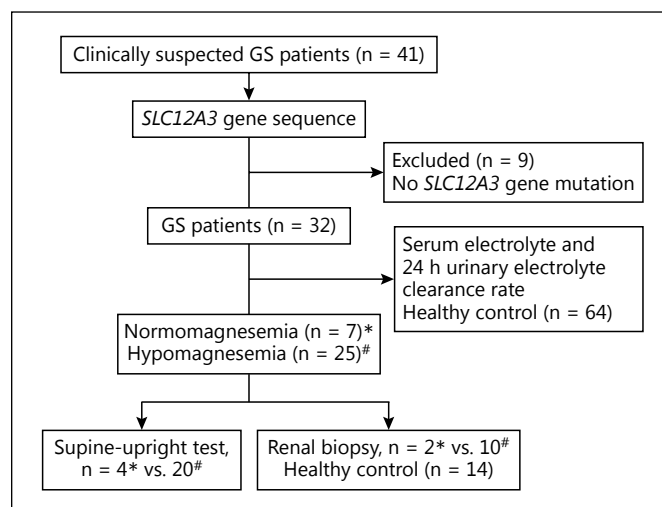 Clinically suspected GS patients (n = 41)
SLC12A3 gene sequence
Excluded (n = 9)
No SLC12A3 gene mutation
GS patients (n = 32)
Serum electrolyte and
24 h urinary electrolyte
clearance rate
Healthy control (n = 64)
Normomagnesemia (n = 7)*
Hypomagnesemia (n = 25)#
Supine-upright test,
n = 4* vs. 20#
Renal biopsy, n = 2* vs. 10#
Healthy control (n = 14)